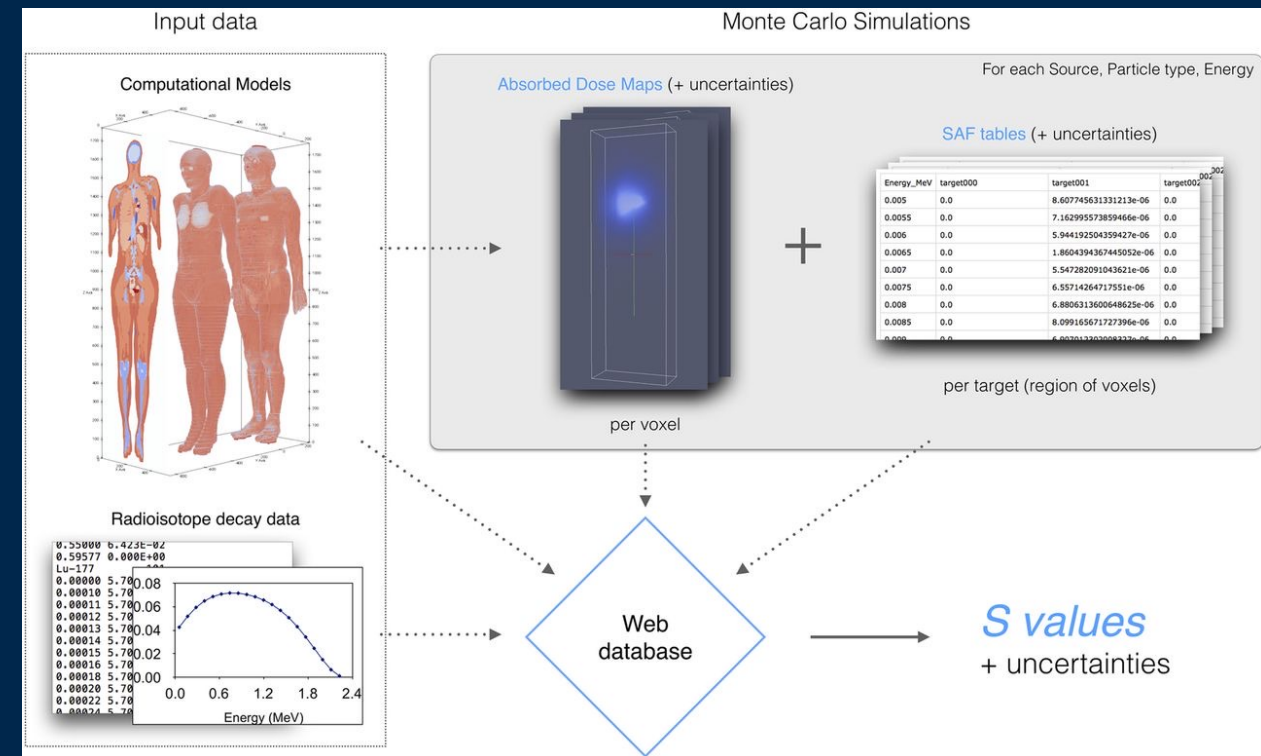 Input data
Monte Carlo Simulations
Computational Models
For each Source, Particle type, Energy
Absorbed Dose Maps (+ uncertainties)
SAF tables (+ uncertainties)
Energy_MeV target000 target001 target002
0.005 0.0 8.607745631331213e-06 0.0
0.0055 0.0 7.162995573859466e-06 0.0
0.006 0.0 5.944192504359427e-06 0.0
0.0065 0.0 1.8604394367445052e-06 0.0
0.007 0.0 5.547282091043621e-06 0.0
0.0075 0.0 6.55714264717551e-06 0.0
0.008 0.0 6.8806313600648625e-06 0.0
0.0085 0.0 8.099165671727396e-06 0.0
per voxel
per target (region of voxels)
Radioisotope decay data
0.55000 6.423E-02
0.59577 0.000E+00
Lu-177
0.00000 5.70
0.00010 5.70
0.00011 5.70
0.00012 5.70
0.00013 5.70
0.00014 5.70
0.00015 5.70
0.00016 5.70
0.00018 5.70
0.00020 5.70
0.00022 5.70
0.08
0.06
0.04
0.02
0.00
0.0 0.6 1.2 1.8 2.4
Energy (MeV)
Web
database
S values
+ uncertainties